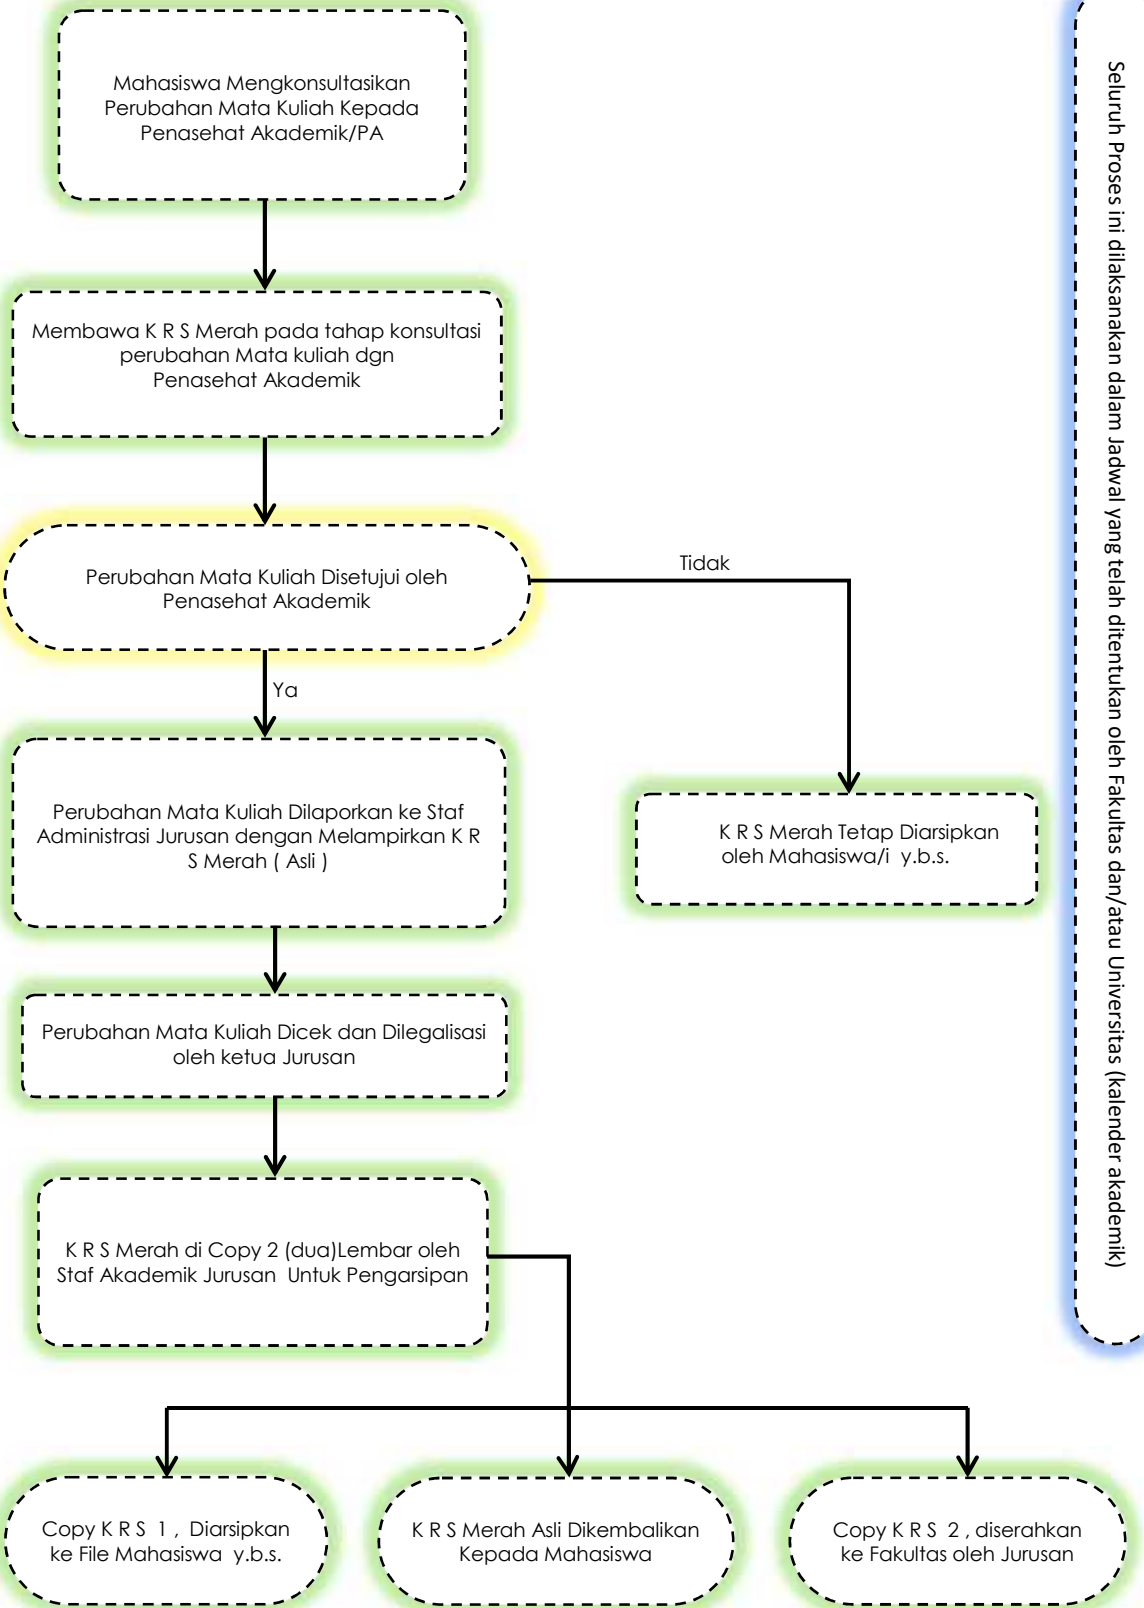 Mahasiswa Mengkonsultasikan
Perubahan Mata Kuliah Kepada
Penasehat Akademik/PA
Membawa K R S Merah pada tahap konsultasi
perubahan Mata kuliah dgn
Penasehat Akademik
Perubahan Mata Kuliah Disetujui oleh
Penasehat Akademik
Tidak
Ya
Perubahan Mata Kuliah Dilaporkan ke Staf
Administrasi Jurusan dengan Melampirkan K R
S Merah ( Asli )
K R S Merah Tetap Diarsipkan
oleh Mahasiswa/i y.b.s.
Perubahan Mata Kuliah Dicek dan Dilegalisasi
oleh ketua Jurusan
K R S Merah di Copy 2 (dua)Lembar oleh
Staf Akademik Jurusan Untuk Pengarsipan
Copy K R S 1 , Diarsipkan
ke File Mahasiswa y.b.s.
K R S Merah Asli Dikembalikan
Kepada Mahasiswa
Copy K R S 2 , diserahkan
ke Fakultas oleh Jurusan
Seluruh Proses ini dilaksanakan dalam Jadwal yang telah ditentukan oleh Fakultas dan/atau Universitas (kalender akademik)